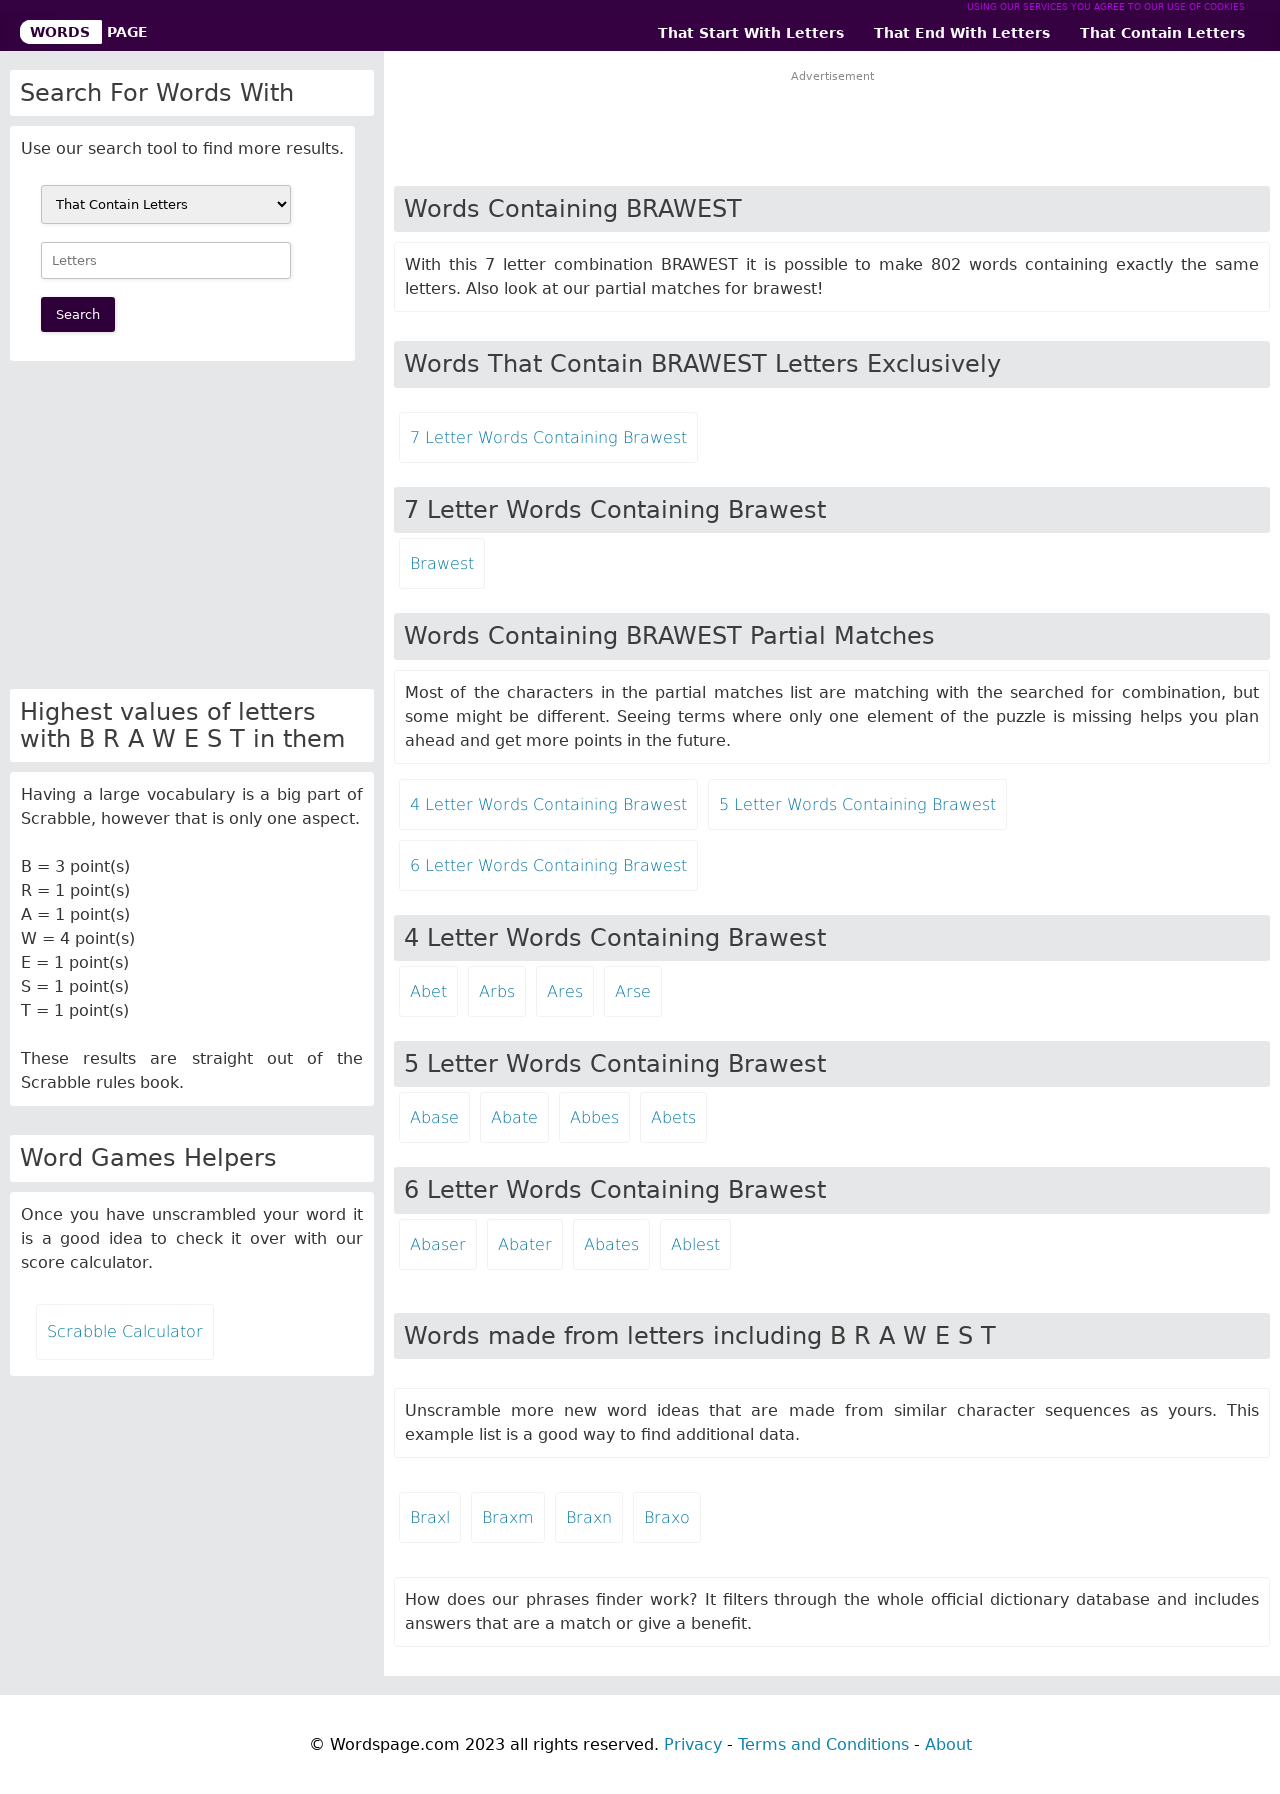 USING OUR SERVICES YOU AGREE TO OUR USE OF COOKIES
WORDS PAGE
That Start With Letters That End With Letters That Contain Letters
Search For Words With
Use our search tool to find more results.
That Contain Letters
Letters
Search
Highest values of letters
with B R A W E S T in them
Having a large vocabulary is a big part of
Scrabble, however that is only one aspect.
B = 3 point(s)
R = 1 point(s)
A = 1 point(s)
W = 4 point(s)
E = 1 point(s)
S = 1 point(s)
T = 1 point(s)
These results are straight out of the
Scrabble rules book.
Word Games Helpers
Once you have unscrambled your word it
is a good idea to check it over with our
score calculator.
Scrabble Calculator
Advertisement
Words Containing BRAWEST
With this 7 letter combination BRAWEST it is possible to make 802 words containing exactly the same
letters. Also look at our partial matches for brawest!
Words That Contain BRAWEST Letters Exclusively
7 Letter Words Containing Brawest
7 Letter Words Containing Brawest
Brawest
Words Containing BRAWEST Partial Matches
Most of the characters in the partial matches list are matching with the searched for combination, but
some might be different. Seeing terms where only one element of the puzzle is missing helps you plan
ahead and get more points in the future.
4 Letter Words Containing Brawest 5 Letter Words Containing Brawest
6 Letter Words Containing Brawest
4 Letter Words Containing Brawest
Abet Arbs Ares Arse
5 Letter Words Containing Brawest
Abase Abate Abbes Abets
6 Letter Words Containing Brawest
Abaser Abater Abates Ablest
Words made from letters including B R A W E S T
Unscramble more new word ideas that are made from similar character sequences as yours. This
example list is a good way to find additional data.
Braxl Braxm Braxn Braxo
How does our phrases finder work? It filters through the whole official dictionary database and includes
answers that are a match or give a benefit.
© Wordspage.com 2023 all rights reserved. Privacy - Terms and Conditions - About